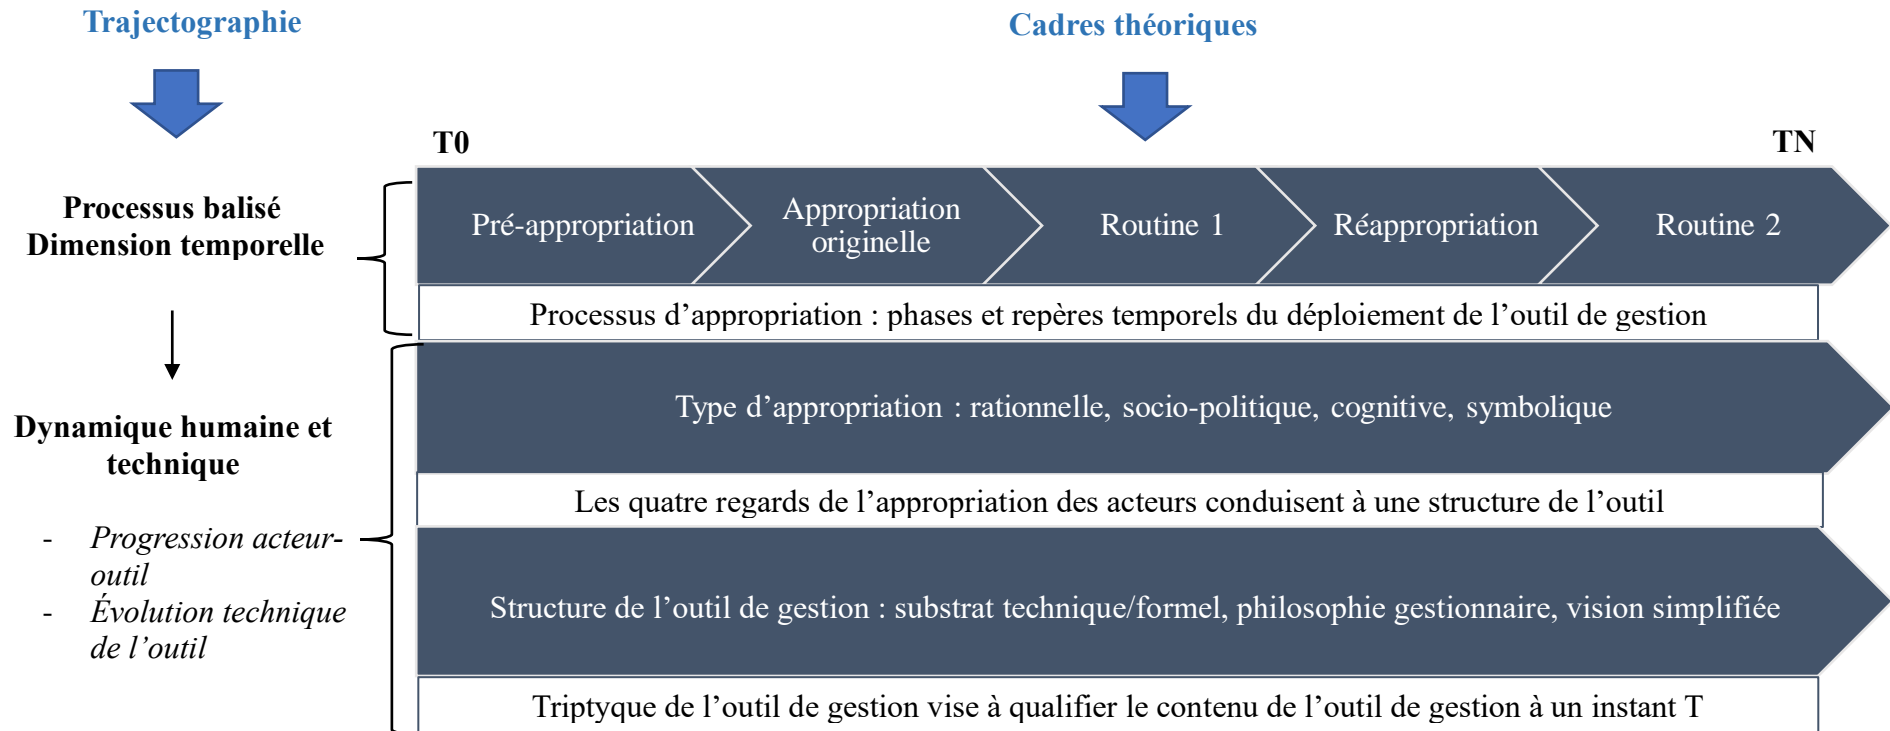 Trajectographie
Cadres théoriques
T0
TN
Processus balisé
Dimension temporelle
Pré-appropriation
Appropriation
originelle
Routine 1
Réappropriation
Routine 2
Processus d’appropriation : phases et repères temporels du déploiement de l’outil de gestion
Dynamique humaine et
technique
- Progression acteur-
outil
- Évolution technique
de l’outil
Type d’appropriation : rationnelle, socio-politique, cognitive, symbolique
Les quatre regards de l’appropriation des acteurs conduisent à une structure de l’outil
Structure de l’outil de gestion : substrat technique/formel, philosophie gestionnaire, vision simplifiée
Triptyque de l’outil de gestion vise à qualifier le contenu de l’outil de gestion à un instant T